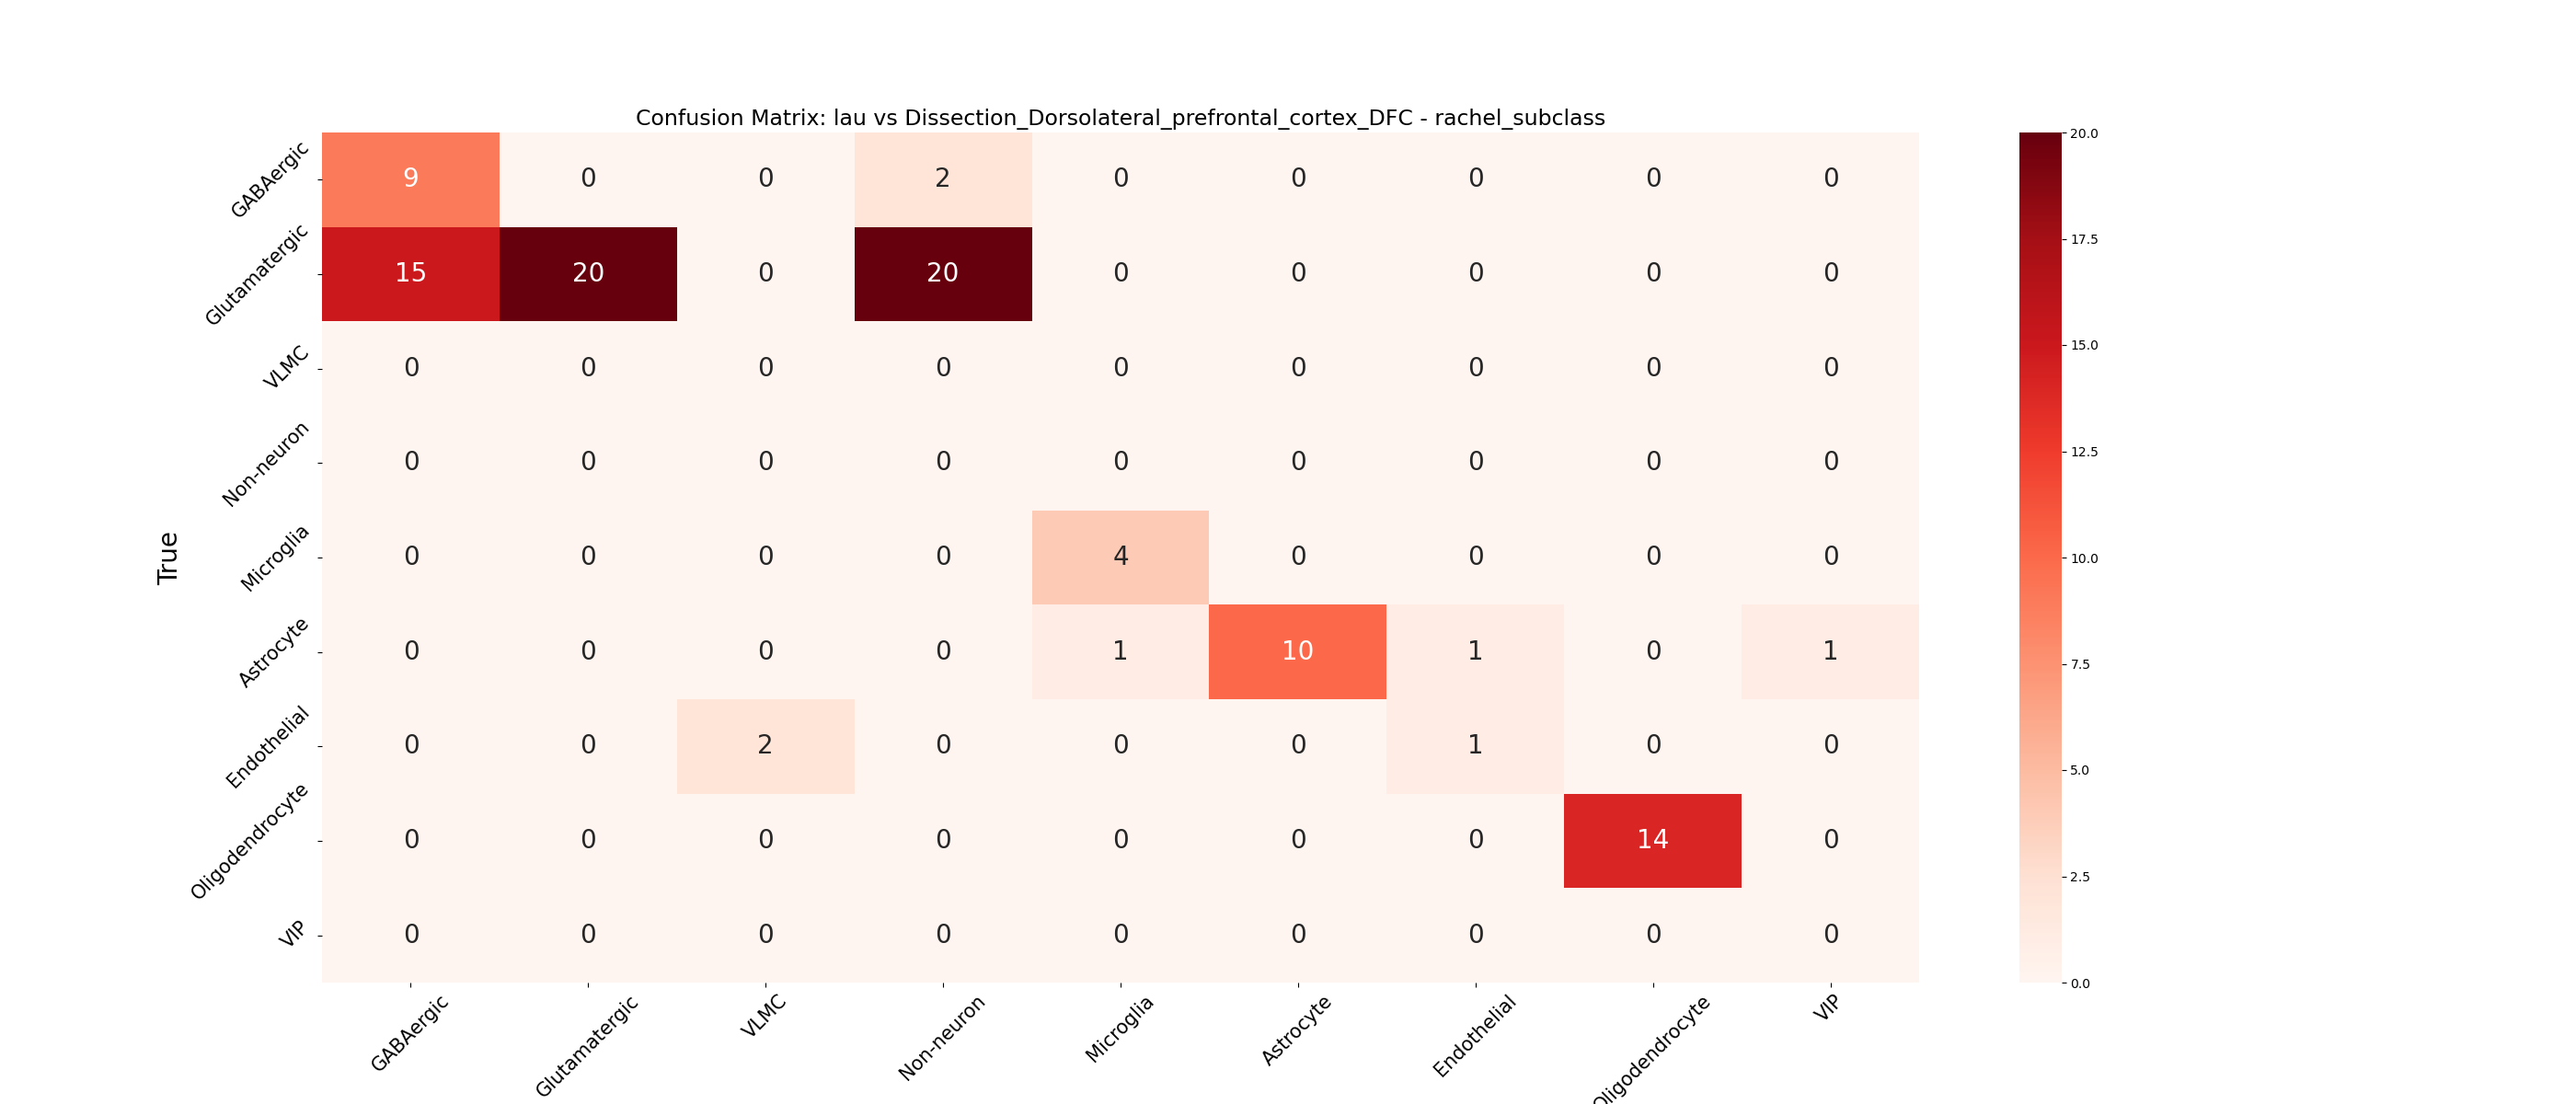 Confusion Matrix: lau vs Dissection_Dorsolateral_prefrontal_cortex_DFC - rachel_subclass
True
GABAergic 9 0 0 2 0 0 0 0 0
Glutamatergic 15 20 0 20 0 0 0 0 0
VLMC 0 0 0 0 0 0 0 0 0
Non-neuron 0 0 0 0 0 0 0 0 0
Microglia 0 0 0 0 4 0 0 0 0
Astrocyte 0 0 0 0 1 10 1 0 1
Endothelial 0 0 2 0 0 0 1 0 0
Oligodendrocyte 0 0 0 0 0 0 0 14 0
VIP 0 0 0 0 0 0 0 0 0
GABAergic Glutamatergic VLMC Non-neuron Microglia Astrocyte Endothelial Oligodendrocyte VIP
20.0
17.5
15.0
12.5
10.0
7.5
5.0
2.5
0.0